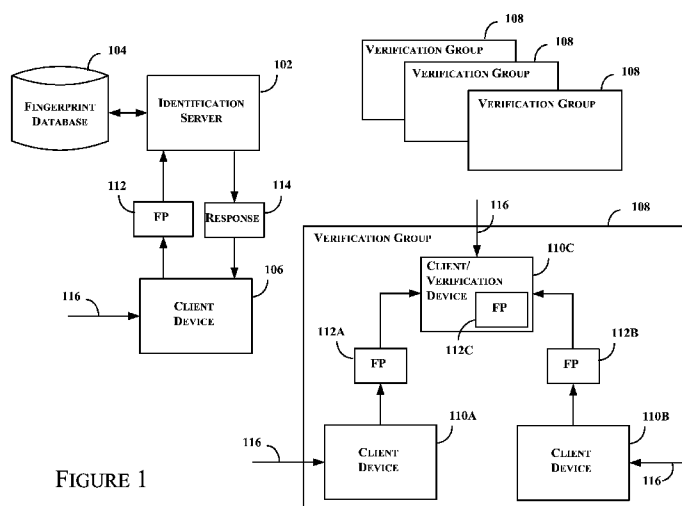 104
FINGERPRINT
DATABASE
102
IDENTIFICATION
SERVER
112
FP
114
RESPONSE
106
CLIENT
DEVICE
116
108
VERIFICATION GROUP
108
VERIFICATION GROUP
108
VERIFICATION GROUP
116
108
VERIFICATION GROUP
110C
CLIENT/
VERIFICATION
DEVICE
FP
112C
112A
FP
112B
FP
110A
CLIENT
DEVICE
116
110B
CLIENT
DEVICE
116
FIGURE 1